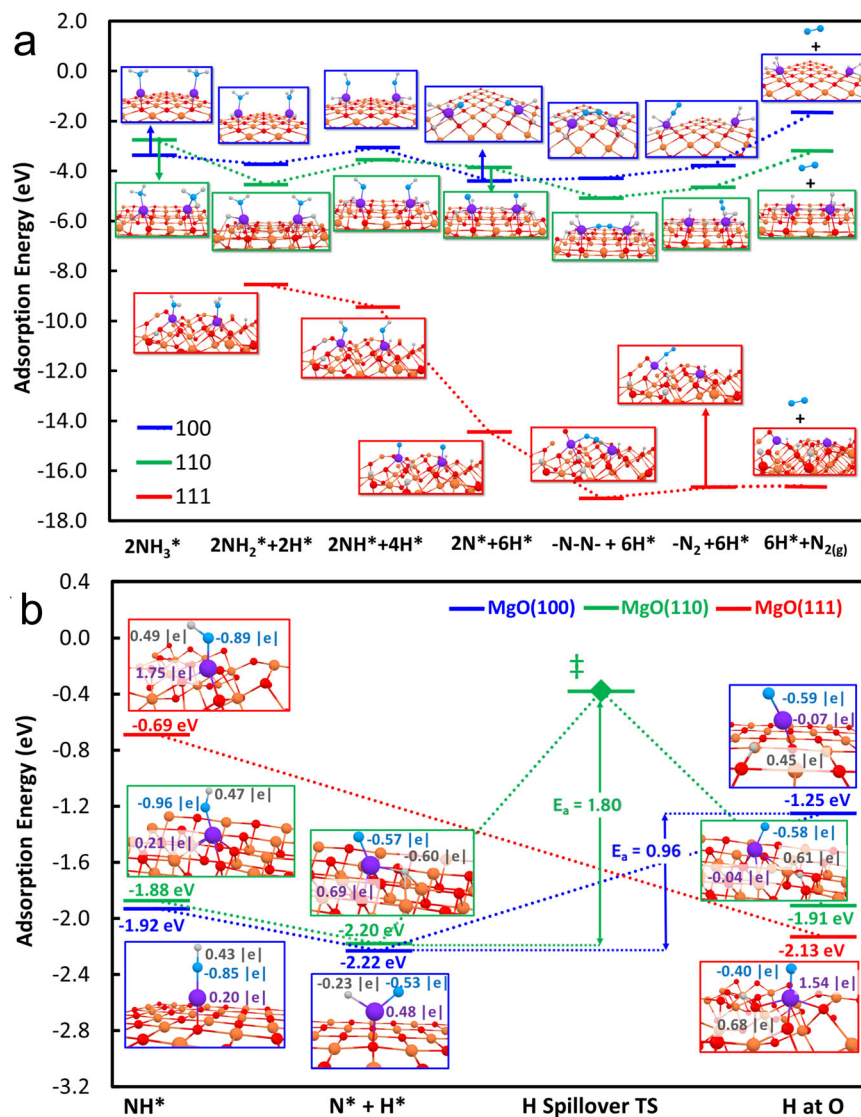 a
2.0
0.0
-2.0
-4.0
-6.0
-8.0
-10.0
-12.0
-14.0
-16.0
-18.0
Adsorption Energy (eV)
+
+
+
100
110
111
2NH3* 2NH2*+2H* 2NH*+4H* 2N*+6H* -N-N- + 6H* -N2+6H* 6H*+N2(g)
b
0.4
0.0
-0.4
-0.8
-1.2
-1.6
-2.0
-2.4
-2.8
-3.2
Adsorption Energy (eV)
MgO(100) MgO(110) MgO(111)
0.49 |e| -0.89 |e|
1.75 |e|
-0.69 eV
‡
-0.59 |e|
-0.07 |e|
0.45 |e|
-1.25 eV
-0.96 |e| 0.47 |e|
0.21 |e|
-1.88 eV
-1.92 eV
-0.57 |e|
-0.60 |e|
0.69 |e|
-2.20 eV
-2.22 eV
Ea = 1.80
Ea = 0.96
-0.58 |e|
0.61 |e|
-0.04 |e|
-1.91 eV
-2.13 eV
0.43 |e|
-0.85 |e|
0.20 |e|
-0.23 |e| -0.53 |e|
0.48 |e|
-0.40 |e|
1.54 |e|
0.68 |e|
NH* N* + H* H Spillover TS H at O